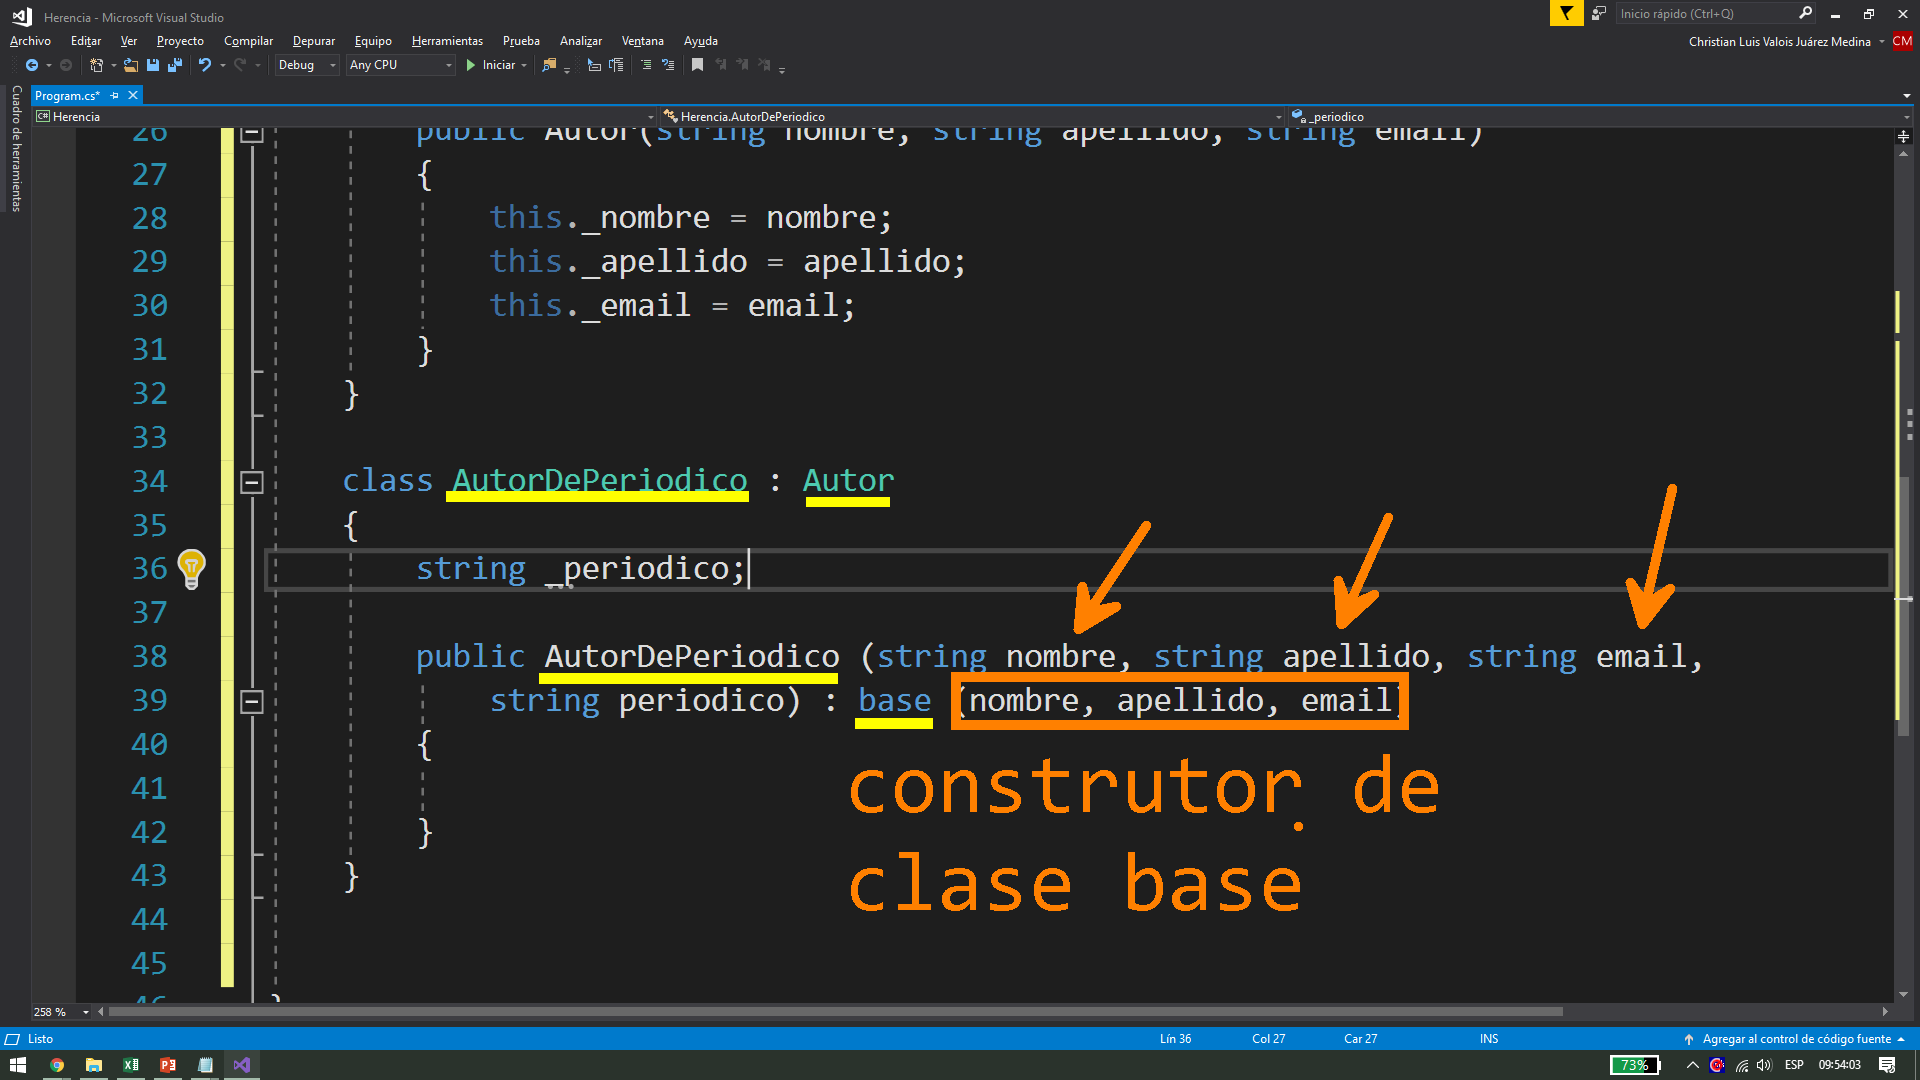 Herencia - Microsoft Visual Studio
Inicio rápido (Ctrl+Q)
Archivo Editar Ver Proyecto Compilar Depurar Equipo Herramientas Prueba Analizar Ventana Ayuda
Christian Luis Valois Juárez Medina CM
Debug Any CPU Iniciar
Cuadro de herramientas
Program.cs*
C# Herencia Herencia.AutorDePeriodico _periodico
26 public Autor(string nombre, string apellido, string email)
27 {
28 this._nombre = nombre;
29 this._apellido = apellido;
30 this._email = email;
31 }
32 }
33
34 class AutorDePeriodico : Autor
35 {
36 string _periodico;
37
38 public AutorDePeriodico (string nombre, string apellido, string email,
39 string periodico) : base (nombre, apellido, email)
40 {
41
42 }
43 }
44
45
46 }
construtor de
clase base
258 %
Listo Lín 36 Col 27 Car 27 INS Agregar al control de código fuente
73% ESP 09:54:03